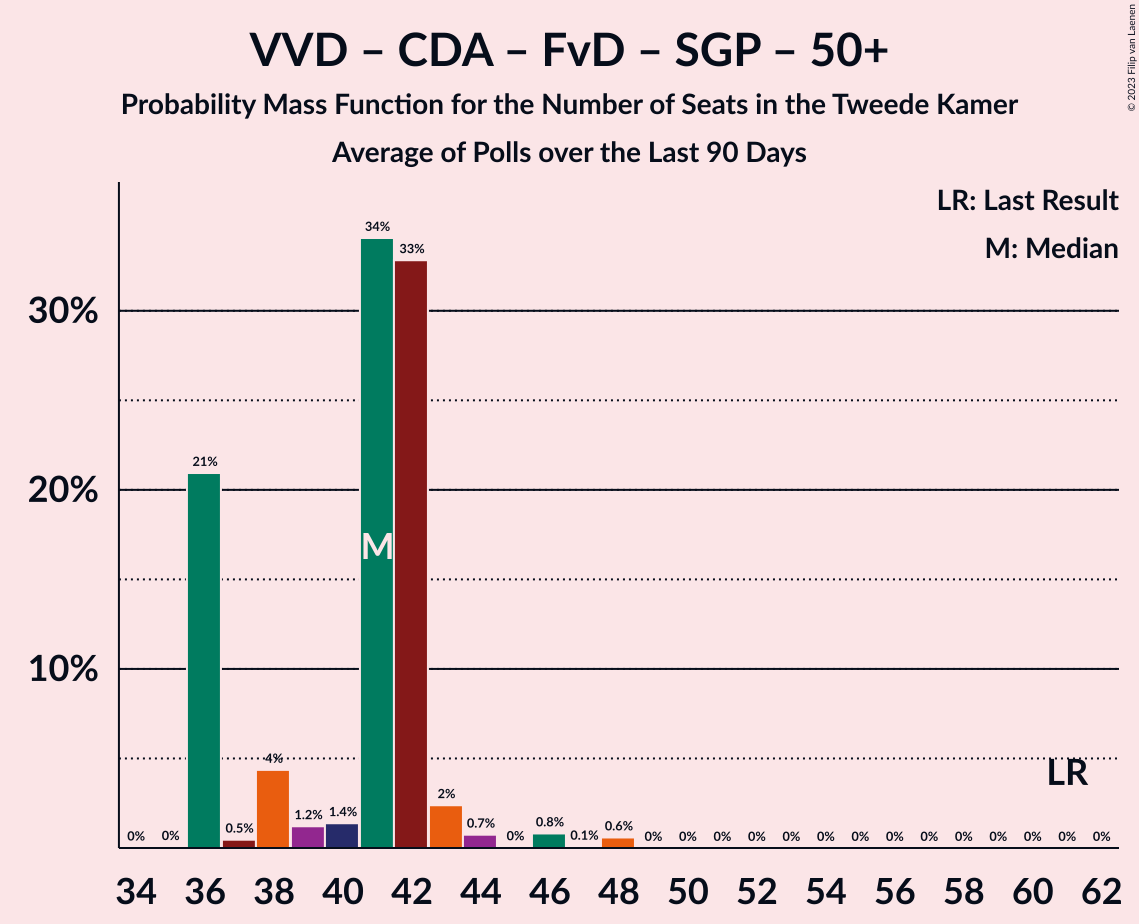 VVD – CDA – FvD – SGP – 50+
Probability Mass Function for the Number of Seats in the Tweede Kamer
Average of Polls over the Last 90 Days
© 2023 Filip van Laenen
LR: Last Result
M: Median
30%
20%
10%
0% 0% 21% 0.5% 4% 1.2% 1.4% 34% 33% 2% 0.7% 0% 0.8% 0.1% 0.6% 0% 0% 0% 0% 0% 0% 0% 0% 0% 0% 0% 0% 0% 0%
M
LR
34 36 38 40 42 44 46 48 50 52 54 56 58 60 62